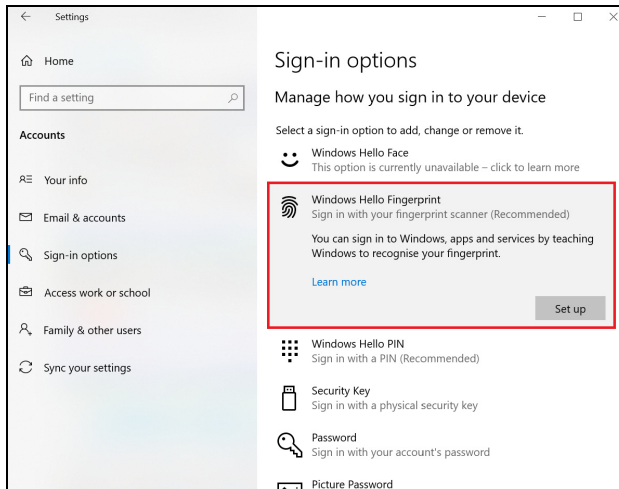 Settings
Home
Find a setting
Accounts
Your info
Email & accounts
Sign-in options
Access work or school
Family & other users
Sync your settings
Sign-in options
Manage how you sign in to your device
Select a sign-in option to add, change or remove it.
Windows Hello Face
This option is currently unavailable – click to learn more
Windows Hello Fingerprint
Sign in with your fingerprint scanner (Recommended)
You can sign in to Windows, apps and services by teaching
Windows to recognise your fingerprint.
Learn more
Set up
Windows Hello PIN
Sign in with a PIN (Recommended)
Security Key
Sign in with a physical security key
Password
Sign in with your account's password
Picture Password